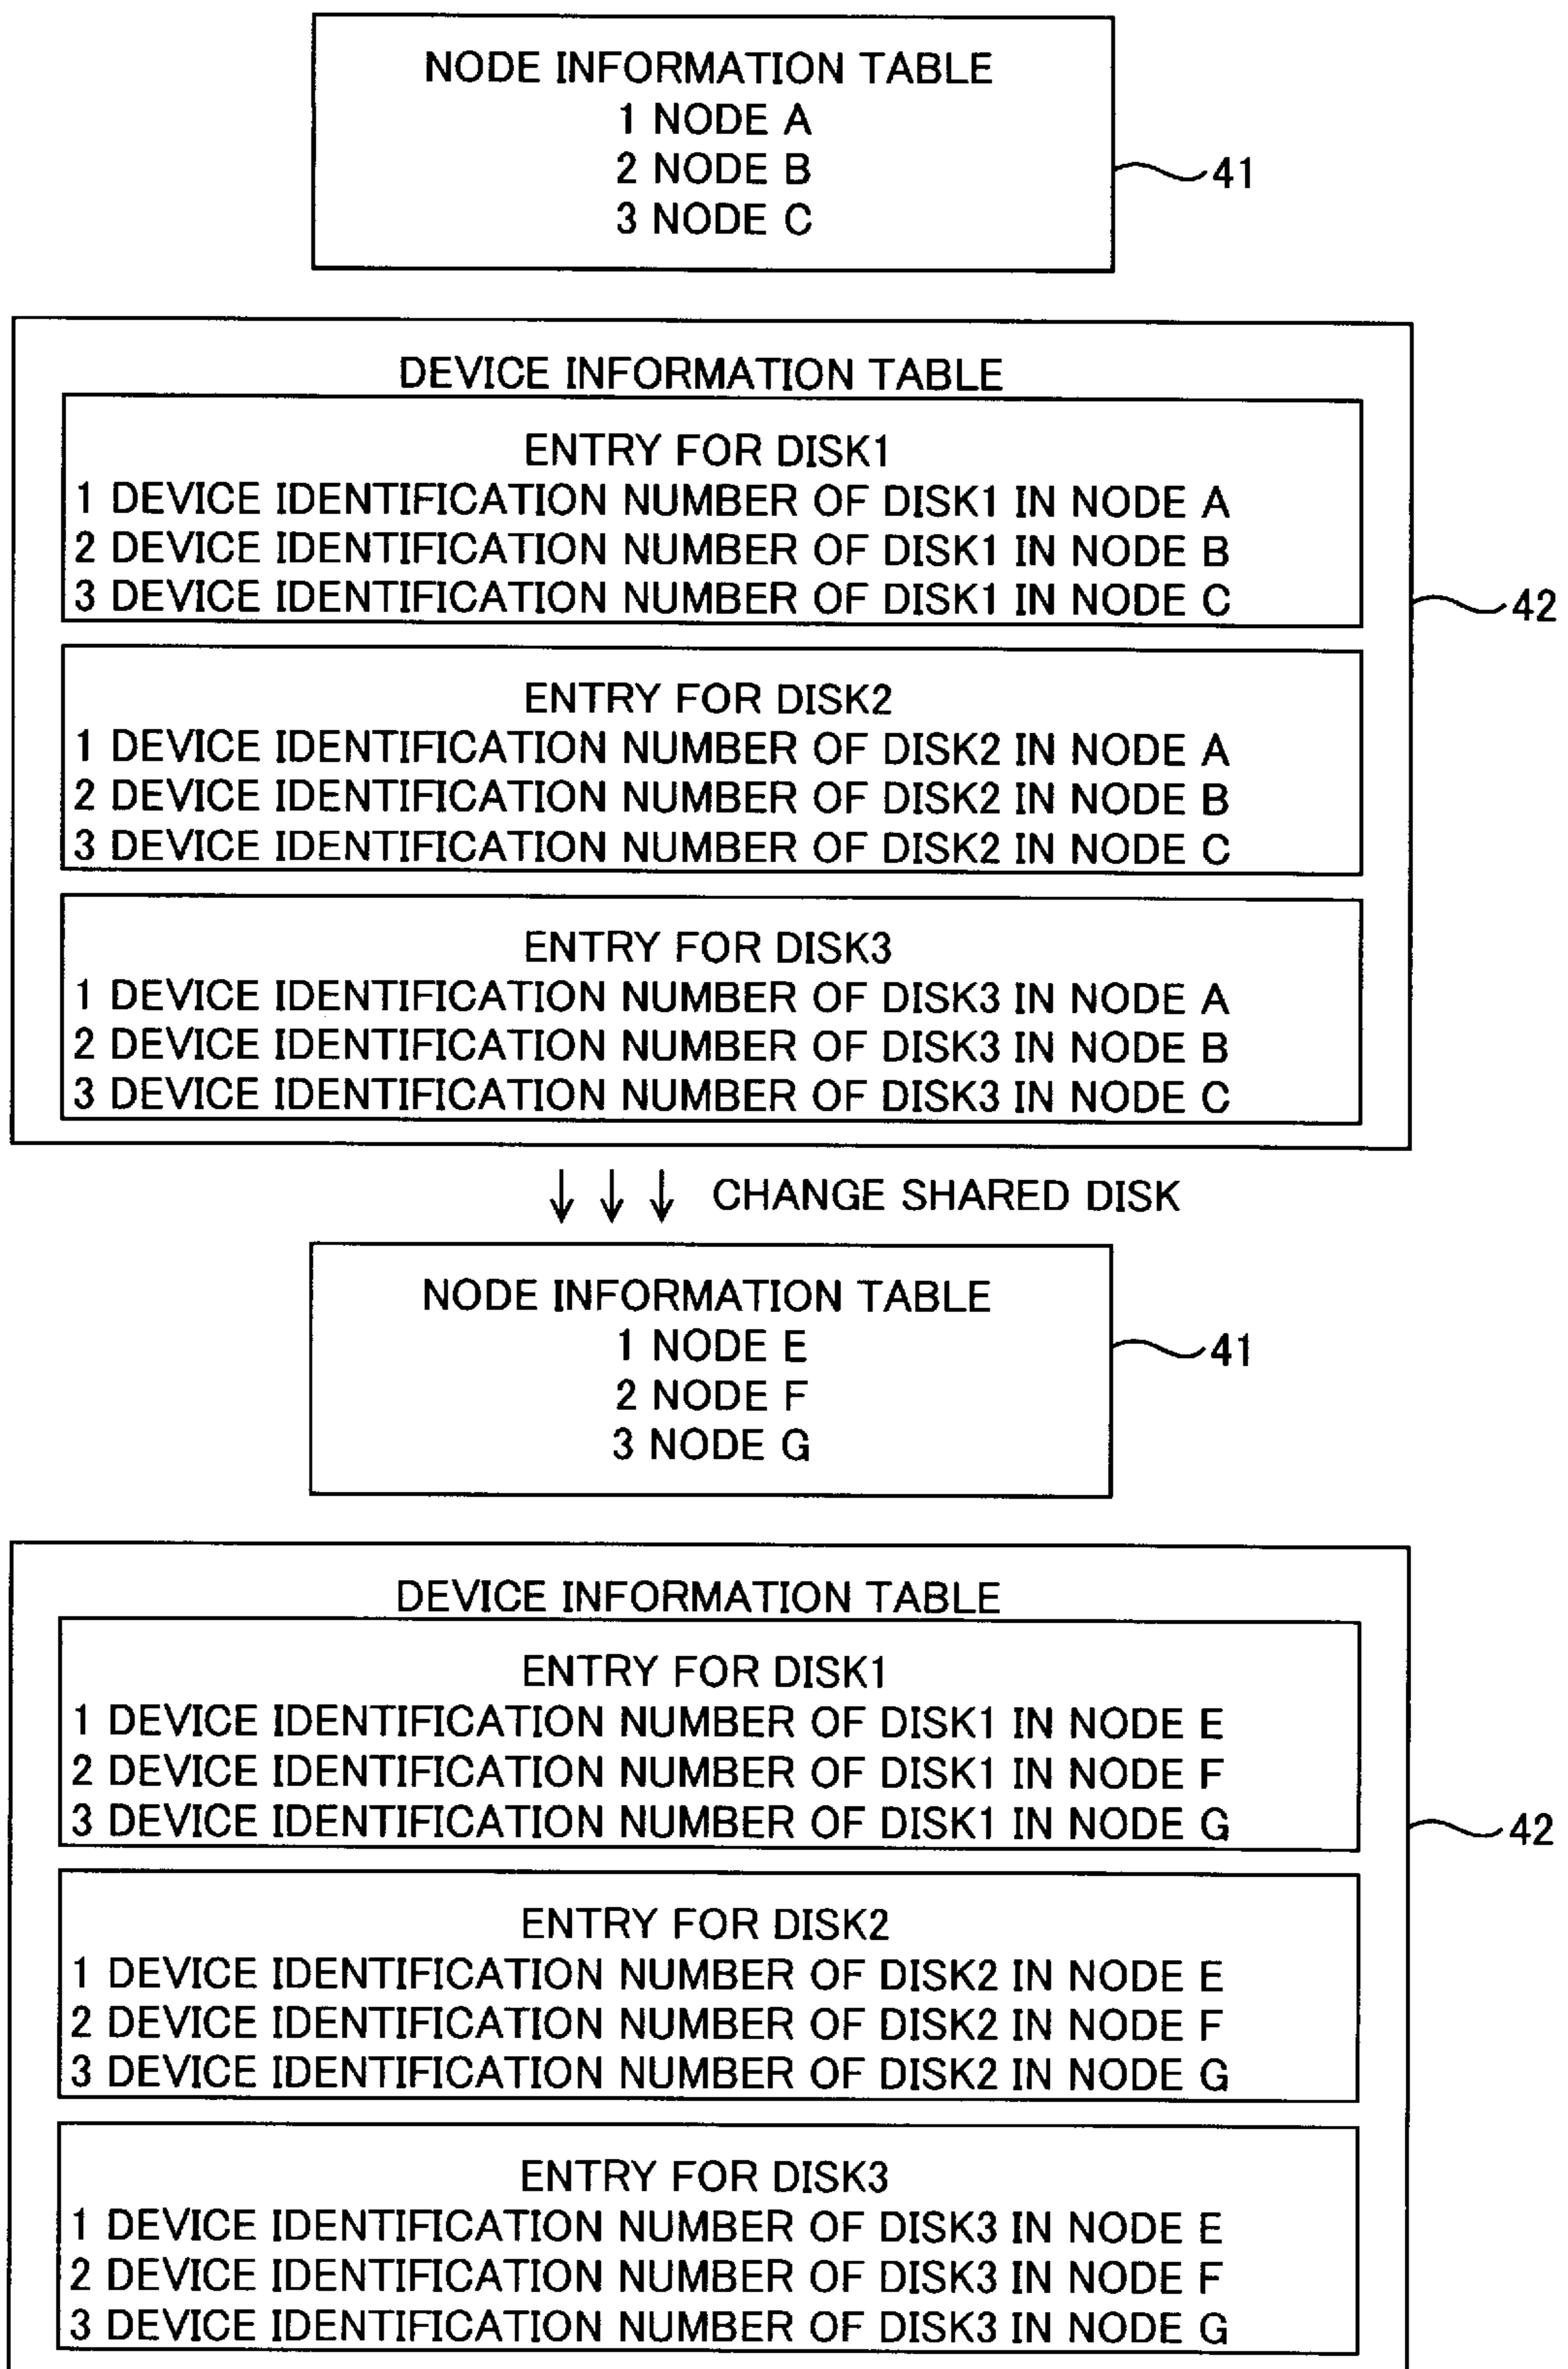 NODE INFORMATION TABLE
1 NODE A
2 NODE B
3 NODE C
41
DEVICE INFORMATION TABLE
ENTRY FOR DISK1
1 DEVICE IDENTIFICATION NUMBER OF DISK1 IN NODE A
2 DEVICE IDENTIFICATION NUMBER OF DISK1 IN NODE B
3 DEVICE IDENTIFICATION NUMBER OF DISK1 IN NODE C
42
ENTRY FOR DISK2
1 DEVICE IDENTIFICATION NUMBER OF DISK2 IN NODE A
2 DEVICE IDENTIFICATION NUMBER OF DISK2 IN NODE B
3 DEVICE IDENTIFICATION NUMBER OF DISK2 IN NODE C
ENTRY FOR DISK3
1 DEVICE IDENTIFICATION NUMBER OF DISK3 IN NODE A
2 DEVICE IDENTIFICATION NUMBER OF DISK3 IN NODE B
3 DEVICE IDENTIFICATION NUMBER OF DISK3 IN NODE C
↓ ↓ ↓ CHANGE SHARED DISK
NODE INFORMATION TABLE
1 NODE E
2 NODE F
3 NODE G
41
DEVICE INFORMATION TABLE
ENTRY FOR DISK1
1 DEVICE IDENTIFICATION NUMBER OF DISK1 IN NODE E
2 DEVICE IDENTIFICATION NUMBER OF DISK1 IN NODE F
3 DEVICE IDENTIFICATION NUMBER OF DISK1 IN NODE G
42
ENTRY FOR DISK2
1 DEVICE IDENTIFICATION NUMBER OF DISK2 IN NODE E
2 DEVICE IDENTIFICATION NUMBER OF DISK2 IN NODE F
3 DEVICE IDENTIFICATION NUMBER OF DISK2 IN NODE G
ENTRY FOR DISK3
1 DEVICE IDENTIFICATION NUMBER OF DISK3 IN NODE E
2 DEVICE IDENTIFICATION NUMBER OF DISK3 IN NODE F
3 DEVICE IDENTIFICATION NUMBER OF DISK3 IN NODE G